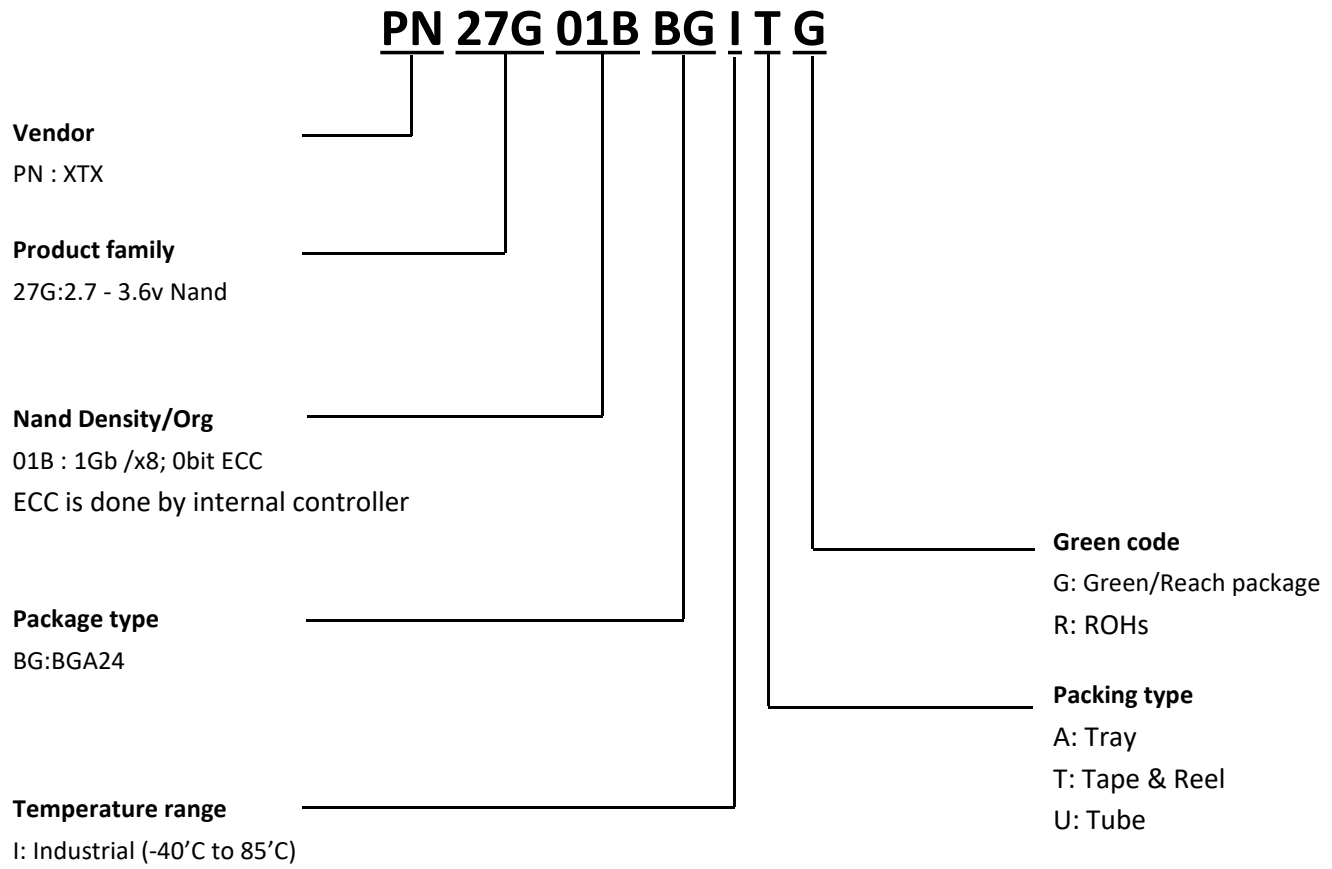 PN 27G 01B BG I T G
Vendor
PN : XTX
Product family
27G:2.7 - 3.6v Nand
Nand Density/Org
01B : 1Gb /x8; 0bit ECC
ECC is done by internal controller
Package type
BG:BGA24
Temperature range
I: Industrial (-40’C to 85’C)
Green code
G: Green/Reach package
R: ROHs
Packing type
A: Tray
T: Tape & Reel
U: Tube